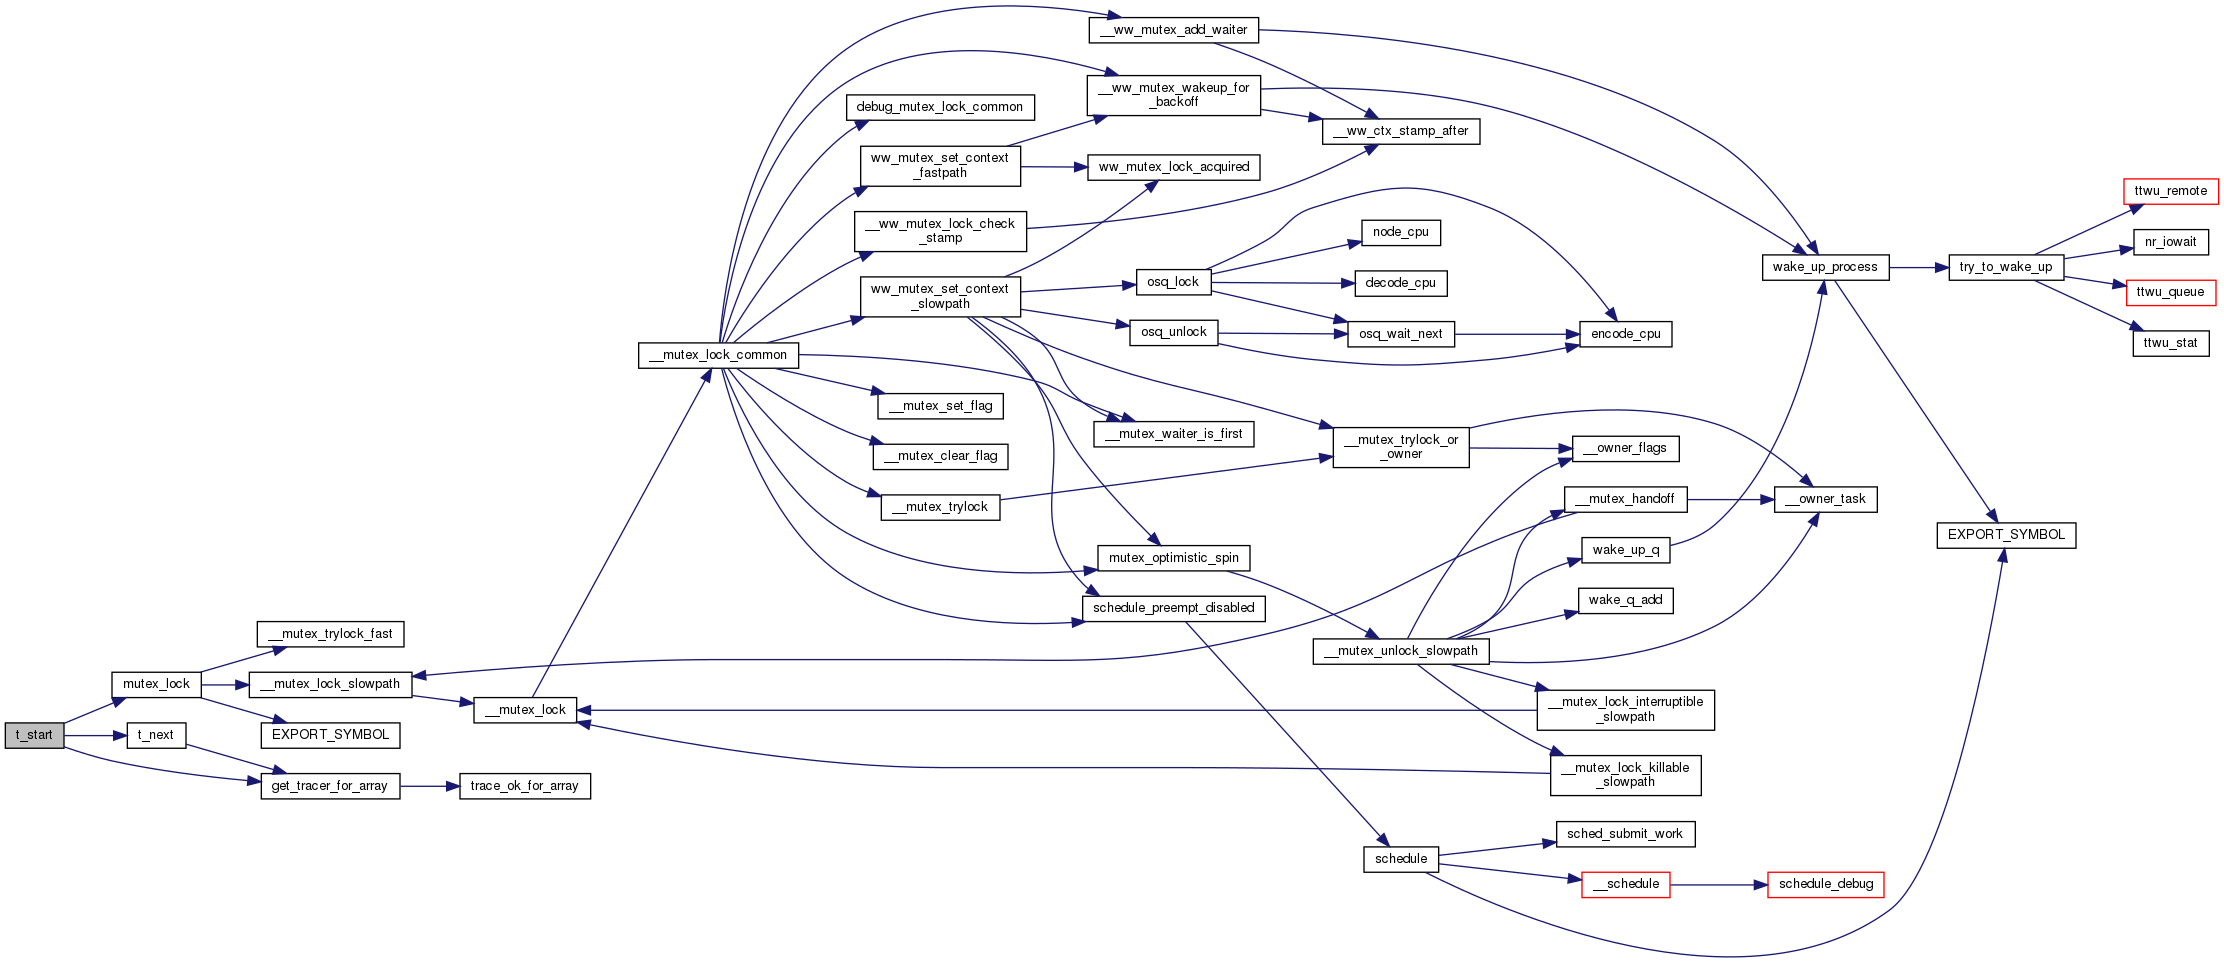 t_start
mutex_lock
t_next
__mutex_trylock_fast
__mutex_lock_slowpath
EXPORT_SYMBOL
get_tracer_for_array
__mutex_lock
trace_ok_for_array
__mutex_lock_common
debug_mutex_lock_common
ww_mutex_set_context
_fastpath
__ww_mutex_lock_check
_stamp
ww_mutex_set_context
_slowpath
__mutex_set_flag
__mutex_clear_flag
__mutex_trylock
__ww_mutex_add_waiter
__ww_mutex_wakeup_for
_backoff
ww_mutex_lock_acquired
osq_lock
osq_unlock
__mutex_waiter_is_first
mutex_optimistic_spin
schedule_preempt_disabled
__ww_ctx_stamp_after
node_cpu
decode_cpu
osq_wait_next
__mutex_trylock_or
_owner
__mutex_unlock_slowpath
schedule
encode_cpu
__owner_flags
__mutex_handoff
wake_up_q
wake_q_add
__mutex_lock_interruptible
_slowpath
__mutex_lock_killable
_slowpath
sched_submit_work
__schedule
wake_up_process
__owner_task
schedule_debug
try_to_wake_up
EXPORT_SYMBOL
ttwu_remote
nr_iowait
ttwu_queue
ttwu_stat